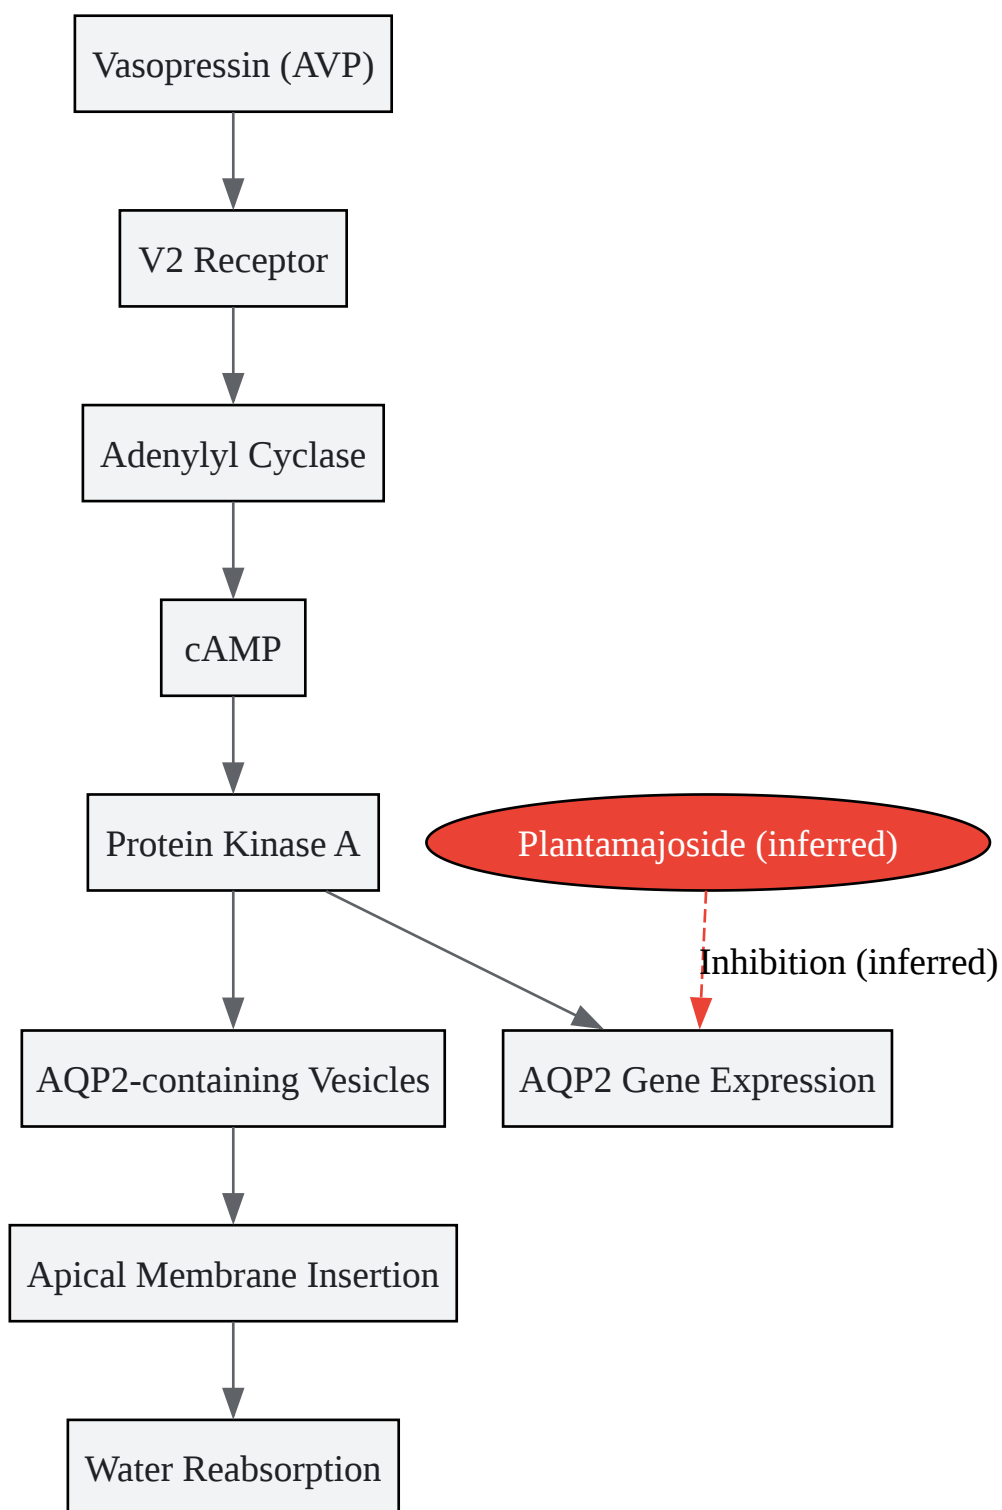 Vasopressin (AVP)
V2 Receptor
Adenylyl Cyclase
cAMP
Protein Kinase A
Plantamajoside (inferred)
Inhibition (inferred)
AQP2-containing Vesicles
AQP2 Gene Expression
Apical Membrane Insertion
Water Reabsorption